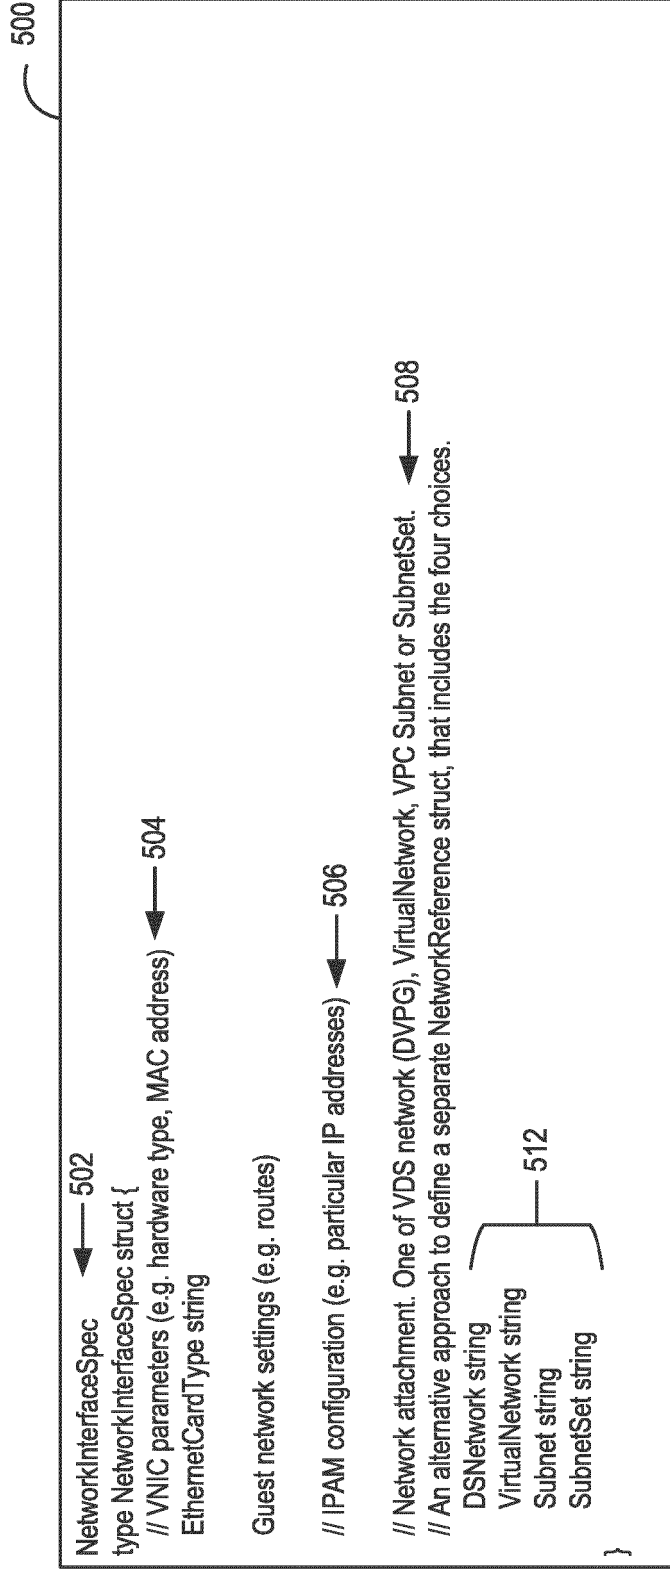 500
NetworkInterfaceSpec 502
type NetworkInterfaceSpec struct {
// VNIC parameters (e.g. hardware type, MAC address) 504
EthernetCardType string
Guest network settings (e.g. routes)
// IPAM configuration (e.g. particular IP addresses) 506
// Network attachment. One of VDS network (DVPG), VirtualNetwork, VPC Subnet or SubnetSet. 508
// An alternative approach to define a separate NetworkReference struct, that includes the four choices.
DSNetwork string
VirtualNetwork string
512
Subnet string
SubnetSet string
}